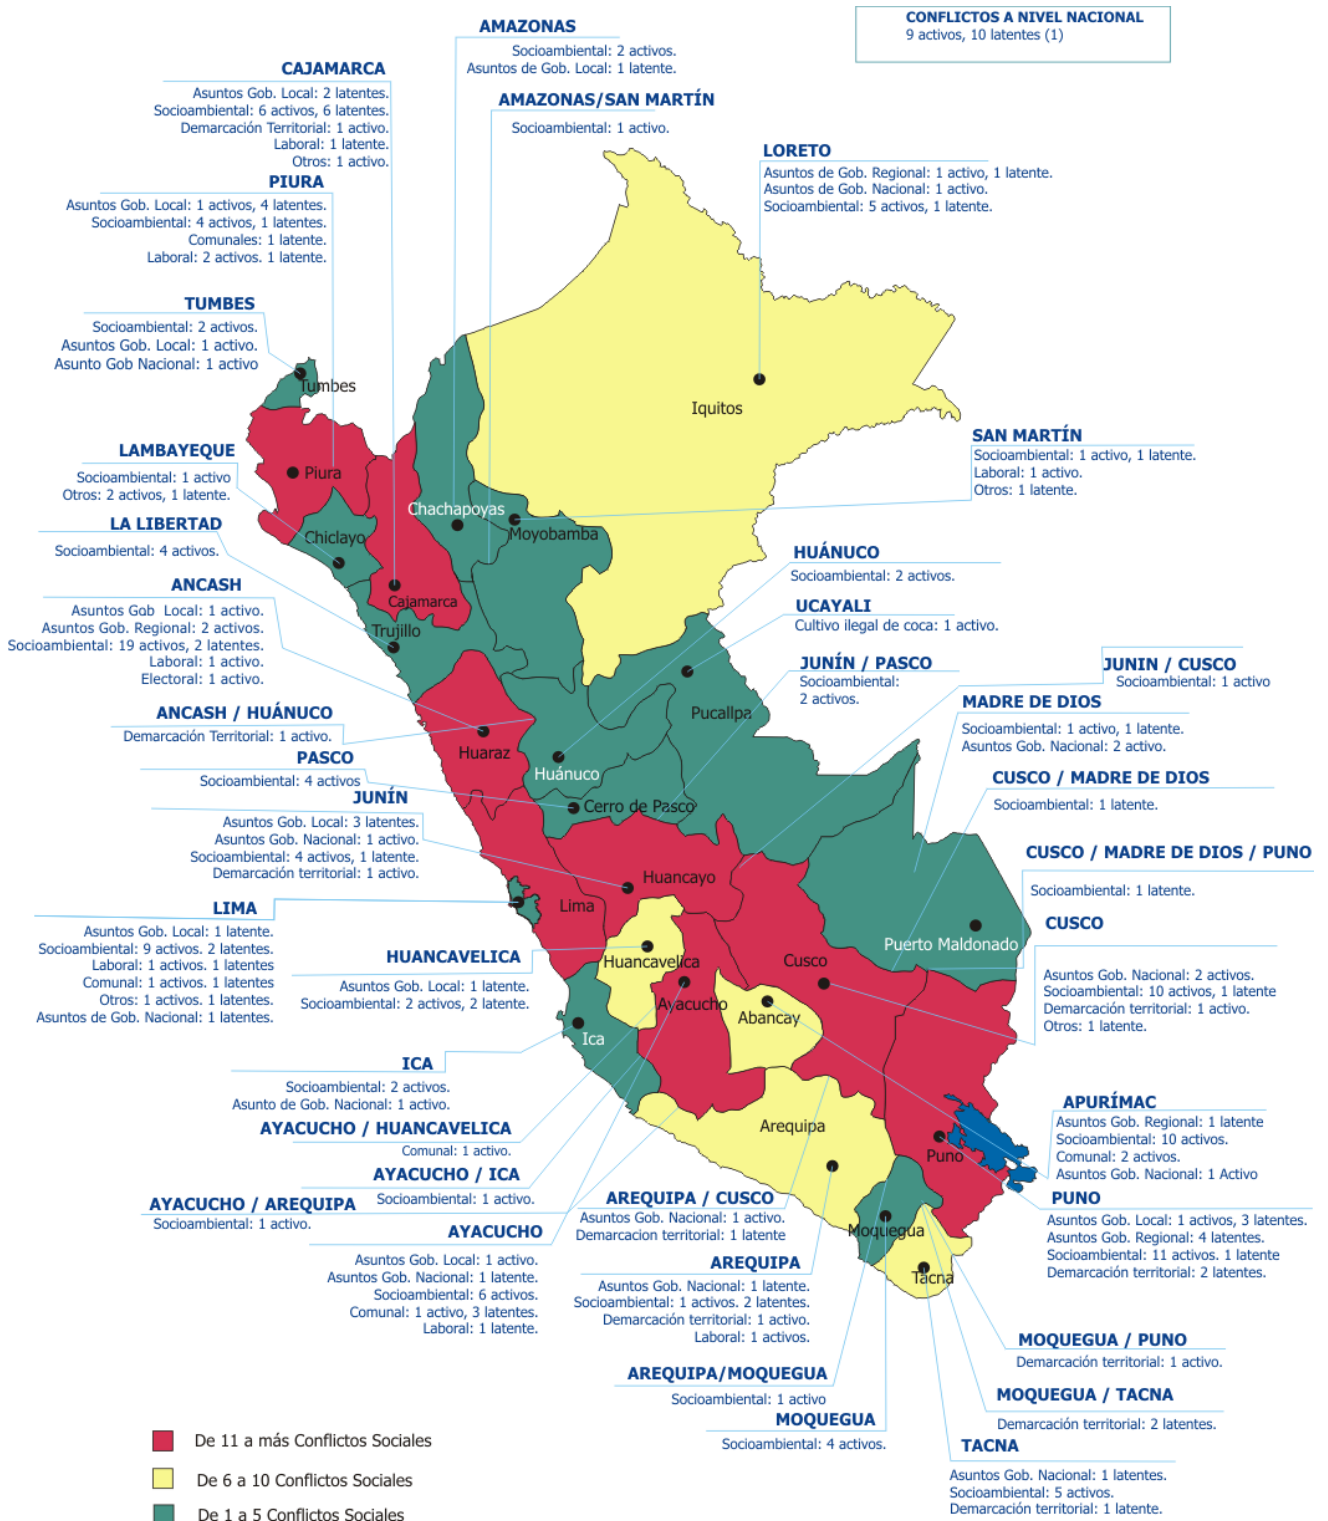 CONFLICTOS A NIVEL NACIONAL
9 activos, 10 latentes (1)
AMAZONAS
Socioambiental: 2 activos.
Asuntos de Gob. Local: 1 latente.
CAJAMARCA
Asuntos Gob. Local: 2 latentes.
Socioambiental: 6 activos, 6 latentes.
Demarcación Territorial: 1 activo.
Laboral: 1 latente.
Otros: 1 activo.
AMAZONAS/SAN MARTÍN
Socioambiental: 1 activo.
LORETO
Asuntos de Gob. Regional: 1 activo, 1 latente.
Asuntos de Gob. Nacional: 1 activo.
Socioambiental: 5 activos, 1 latente.
PIURA
Asuntos Gob. Local: 1 activos, 4 latentes.
Socioambiental: 4 activos, 1 latentes.
Comunales: 1 latente.
Laboral: 2 activos. 1 latente.
TUMBES
Socioambiental: 2 activos.
Asuntos Gob. Local: 1 activo.
Asunto Gob Nacional: 1 activo
Tumbes
Iquitos
SAN MARTÍN
Socioambiental: 1 activo, 1 latente.
Laboral: 1 activo.
Otros: 1 latente.
LAMBAYEQUE
Socioambiental: 1 activo
Otros: 2 activos, 1 latente.
Piura
Chachapoyas
Moyobamba
Chiclayo
LA LIBERTAD
Socioambiental: 4 activos.
HUÁNUCO
Socioambiental: 2 activos.
ANCASH
Asuntos Gob Local: 1 activo.
Asuntos Gob. Regional: 2 activos.
Socioambiental: 19 activos, 2 latentes.
Laboral: 1 activo.
Electoral: 1 activo.
Cajamarca
Trujillo
UCAYALI
Cultivo ilegal de coca: 1 activo.
JUNÍN / PASCO
Socioambiental:
2 activos.
JUNIN / CUSCO
Socioambiental: 1 activo
MADRE DE DIOS
Socioambiental: 1 activo, 1 latente.
Asuntos Gob. Nacional: 2 activo.
Pucallpa
ANCASH / HUÁNUCO
Demarcación Territorial: 1 activo.
Huaraz
Huánuco
PASCO
Socioambiental: 4 activos
CUSCO / MADRE DE DIOS
Socioambiental: 1 latente.
Cerro de Pasco
JUNÍN
Asuntos Gob. Local: 3 latentes.
Asuntos Gob. Nacional: 1 activo.
Socioambiental: 4 activos, 1 latente.
Demarcación territorial: 1 activo.
CUSCO / MADRE DE DIOS / PUNO
Socioambiental: 1 latente.
Huancayo
Lima
LIMA
Asuntos Gob. Local: 1 latente.
Socioambiental: 9 activos. 2 latentes.
Laboral: 1 activos. 1 latentes
Comunal: 1 activos. 1 latentes
Otros: 1 activos. 1 latentes.
Asuntos de Gob. Nacional: 1 latentes.
CUSCO
Asuntos Gob. Nacional: 2 activos.
Socioambiental: 10 activos, 1 latente
Demarcación territorial: 1 activo.
Otros: 1 latente.
Puerto Maldonado
HUANCAVELICA
Asuntos Gob. Local: 1 latente.
Socioambiental: 2 activos, 2 latente.
Huancavelica
Cusco
Ayacucho
Abancay
Ica
ICA
Socioambiental: 2 activos.
Asunto de Gob. Nacional: 1 activo.
AYACUCHO / HUANCAVELICA
Comunal: 1 activo.
APURÍMAC
Asuntos Gob. Regional: 1 latente
Socioambiental: 10 activos.
Comunal: 2 activos.
Asuntos Gob. Nacional: 1 Activo
Arequipa
Puno
AYACUCHO / ICA
Socioambiental: 1 activo.
AYACUCHO / AREQUIPA
Socioambiental: 1 activo.
AREQUIPA / CUSCO
Asuntos Gob. Nacional: 1 activo.
Demarcacion territorial: 1 latente
PUNO
Asuntos Gob. Local: 1 activos, 3 latentes.
Asuntos Gob. Regional: 4 latentes.
Socioambiental: 11 activos. 1 latente
Demarcación territorial: 2 latentes.
Moquegua
AYACUCHO
Asuntos Gob. Local: 1 activo.
Asuntos Gob. Nacional: 1 latente.
Socioambiental: 6 activos.
Comunal: 1 activo, 3 latentes.
Laboral: 1 latente.
AREQUIPA
Asuntos Gob. Nacional: 1 latente.
Socioambiental: 1 activos. 2 latentes.
Demarcación territorial: 1 activo.
Laboral: 1 activos.
Tacna
MOQUEGUA / PUNO
Demarcación territorial: 1 activo.
AREQUIPA/MOQUEGUA
Socioambiental: 1 activo
MOQUEGUA / TACNA
Demarcación territorial: 2 latentes.
MOQUEGUA
Socioambiental: 4 activos.
TACNA
Asuntos Gob. Nacional: 1 latentes.
Socioambiental: 5 activos.
Demarcación territorial: 1 latente.
De 11 a más Conflictos Sociales
De 6 a 10 Conflictos Sociales
De 1 a 5 Conflictos Sociales